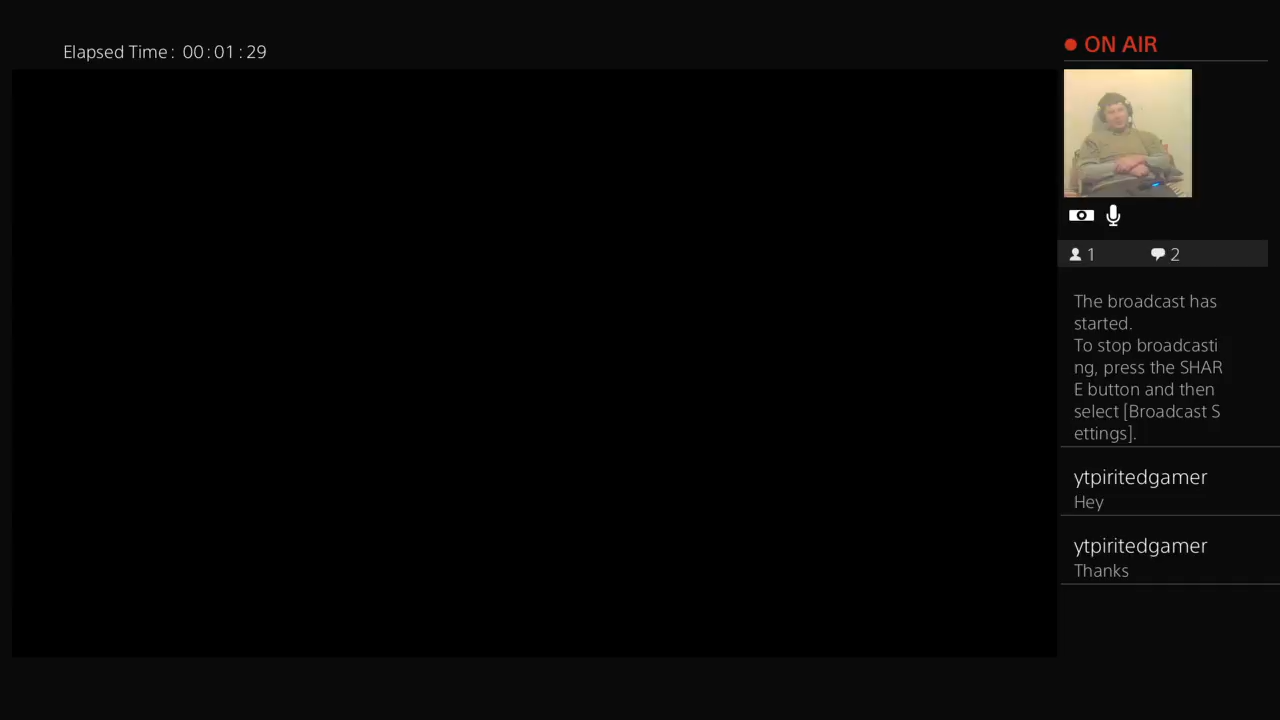 Elapsed Time: 00:01:29
ON AIR
1 2
The broadcast has
started.
To stop broadcasti
ng, press the SHAR
E button and then
select [Broadcast S
ettings].
ytpiritedgamer
Hey
ytpiritedgamer
Thanks